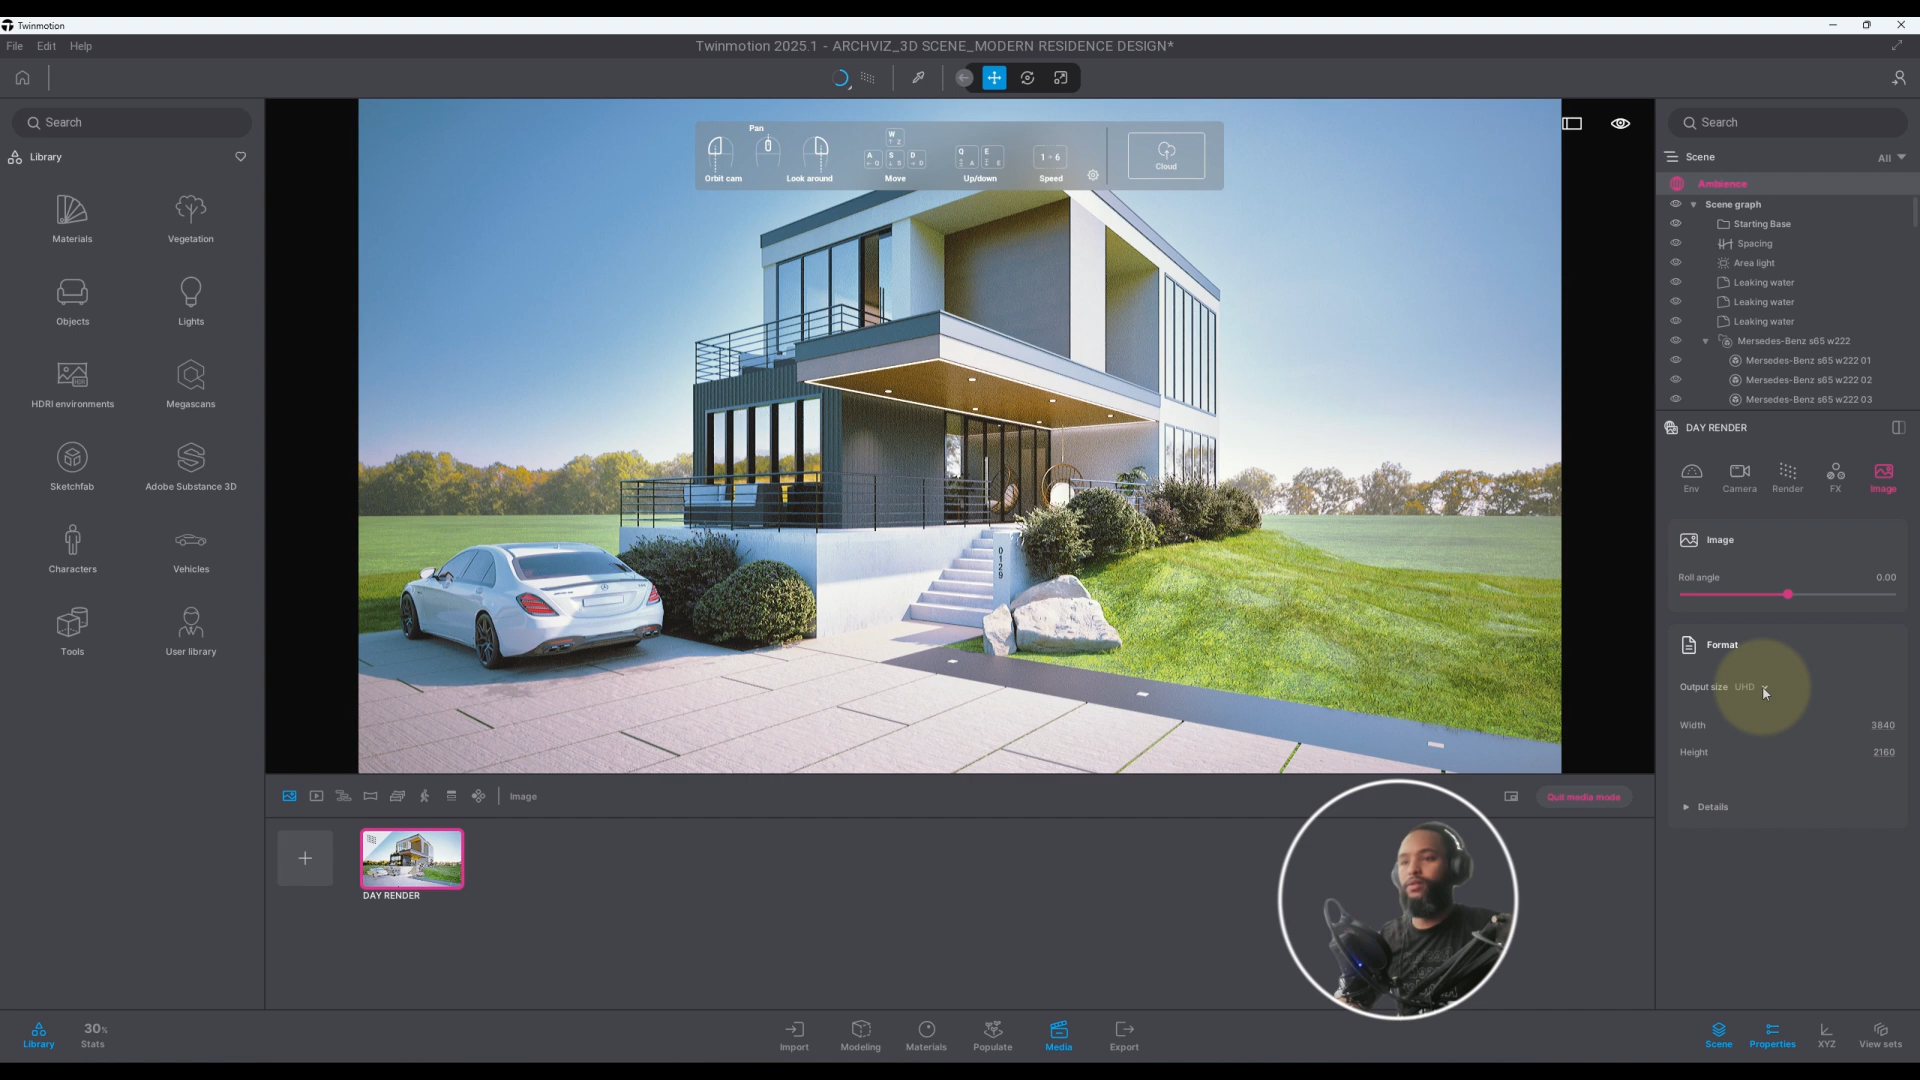 Twinmotion
File Edit Help
Twinmotion 2025.1 - ARCHVIZ_3D SCENE_MODERN RESIDENCE DESIGN*
Search
Library
Materials
Vegetation
Objects
Lights
HDRI environments
Megascans
Sketchfab
Adobe Substance 3D
Characters
Vehicles
Tools
User library
Pan
Orbit cam
Look around
W
A S D
Move
Q E
Up/down
1 - 6
Speed
Cloud
0129
Search
Scene
All
Ambience
Scene graph
Starting Base
Spacing
Area light
Leaking water
Leaking water
Leaking water
Mersedes-Benz s65 w222
Mersedes-Benz s65 w222 01
Mersedes-Benz s65 w222 02
Mersedes-Benz s65 w222 03
DAY RENDER
Env
Camera
Render
FX
Image
Image
Roll angle 0.00
Format
Output size UHD
Width 3840
Height 2160
Details
Image
Quit media mode
DAY RENDER
Library
30%
Stats
Import
Modeling
Materials
Populate
Media
Export
Scene
Properties
XYZ
View sets